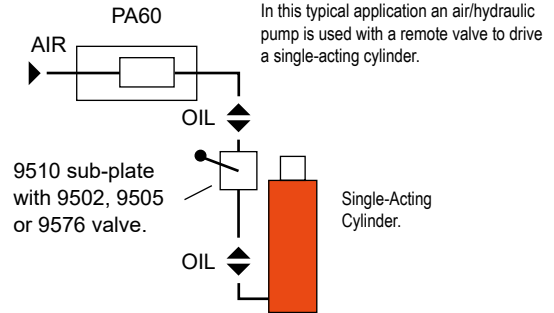 PA60
In this typical application an air/hydraulic
pump is used with a remote valve to drive
a single-acting cylinder.
AIR
OIL
9510 sub-plate
with 9502, 9505
or 9576 valve.
Single-Acting
Cylinder.
OIL